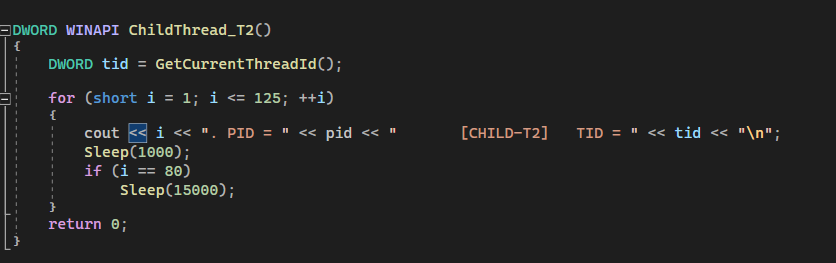 DWORD WINAPI ChildThread_T2()
{
    DWORD tid = GetCurrentThreadId();
    for (short i = 1; i <= 125; ++i)
    {
        cout << i << ". PID = " << pid << "       [CHILD-T2]   TID = " << tid << "\n";
        Sleep(1000);
        if (i == 80)
            Sleep(15000);
    }
    return 0;
}